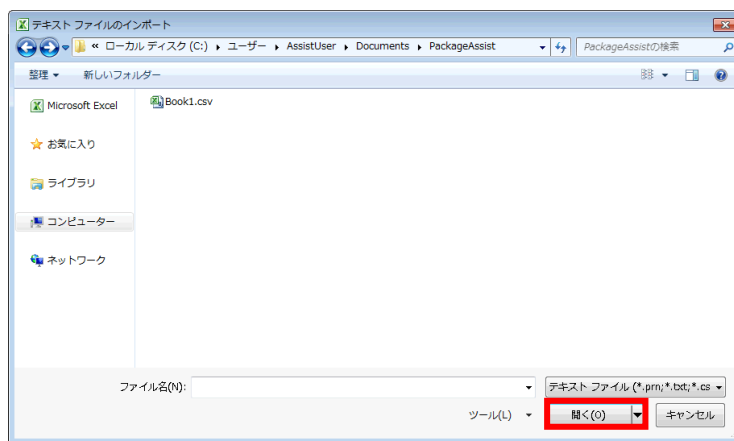 テキスト ファイルのインポート
« ローカル ディスク (C:) ユーザー AssistUser Documents PackageAssist PackageAssistの検索
整理 新しいフォルダー
Microsoft Excel
Book1.csv
お気に入り
ライブラリ
コンピューター
ネットワーク
ファイル名(N): テキスト ファイル (*.prn;*.txt;*.cs
ツール(L) 開く(O) キャンセル